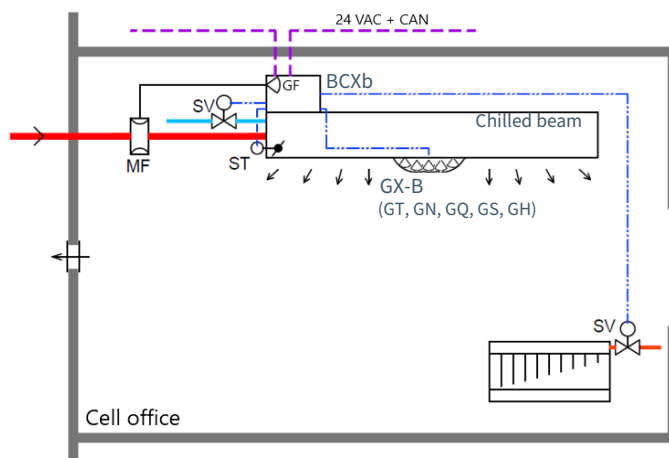 24 VAC + CAN
GF
BCXb
SV
Chilled beam
MF
ST
GX-B
(GT, GN, GQ, GS, GH)
SV
Cell office